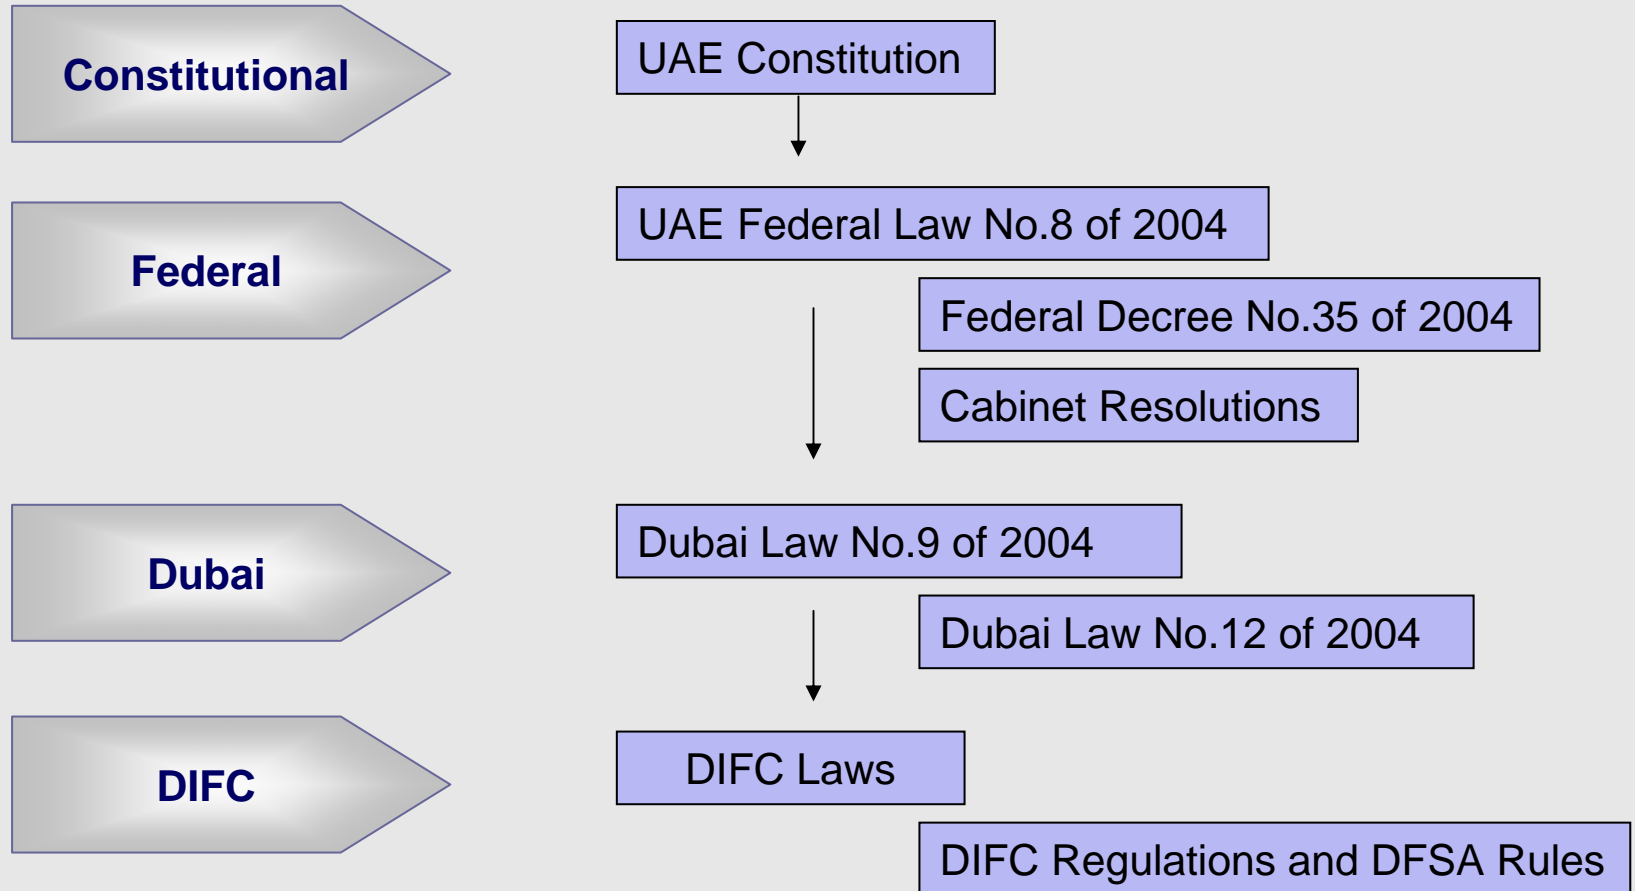 Constitutional
UAE Constitution
Federal
UAE Federal Law No.8 of 2004
Federal Decree No.35 of 2004
Cabinet Resolutions
Dubai
Dubai Law No.9 of 2004
Dubai Law No.12 of 2004
DIFC
DIFC Laws
DIFC Regulations and DFSA Rules